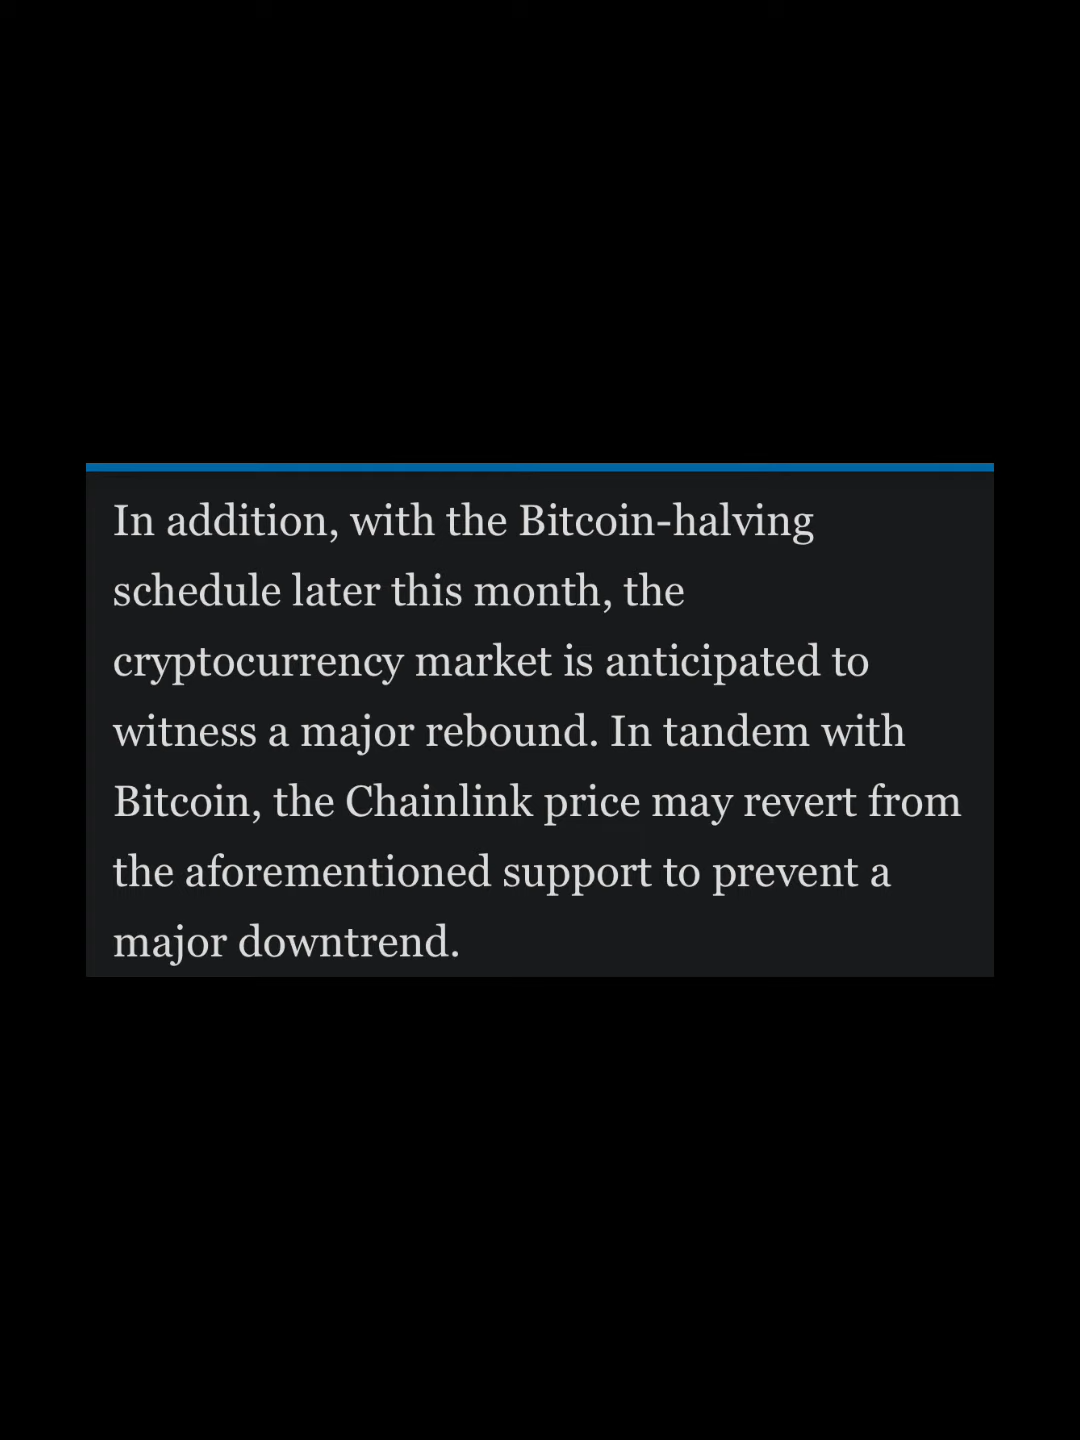 In addition, with the Bitcoin-halving
schedule later this month, the
cryptocurrency market is anticipated to
witness a major rebound. In tandem with
Bitcoin, the Chainlink price may revert from
the aforementioned support to prevent a
major downtrend.